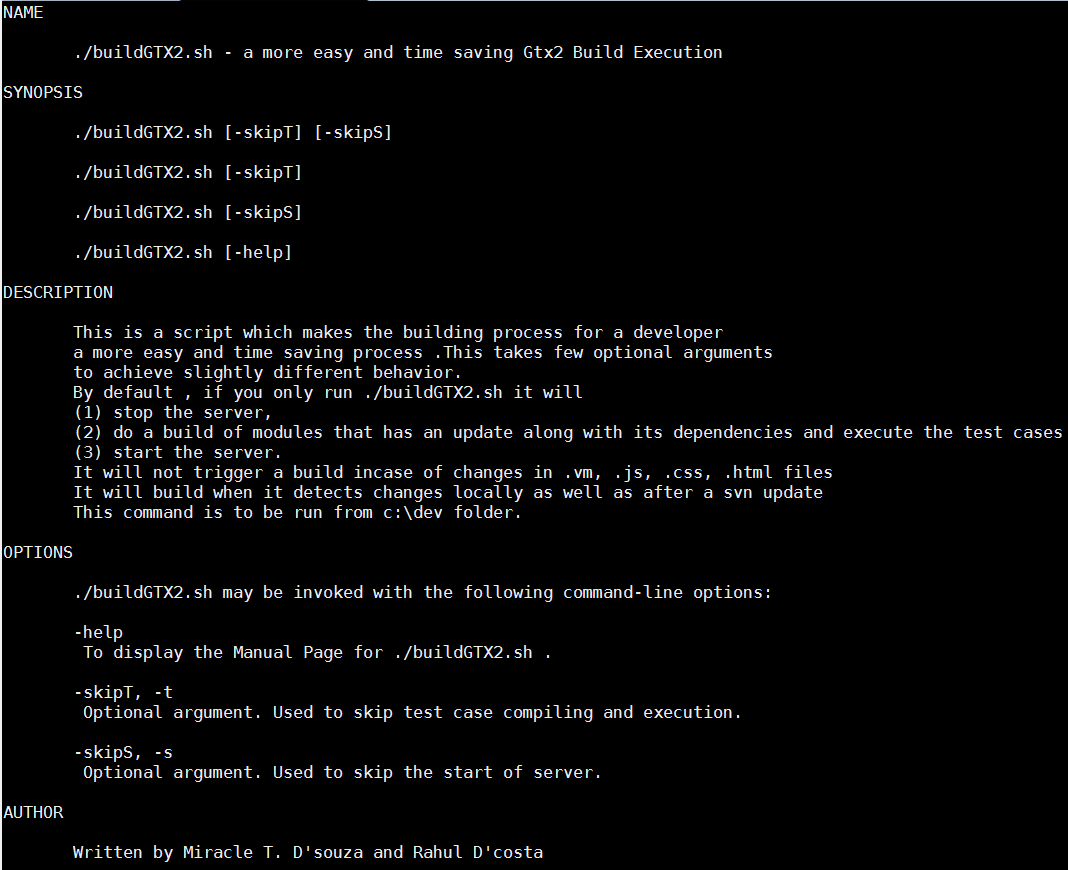 NAME
./buildGTX2.sh - a more easy and time saving Gtx2 Build Execution
SYNOPSIS
./buildGTX2.sh [-skipT] [-skipS]
./buildGTX2.sh [-skipT]
./buildGTX2.sh [-skipS]
./buildGTX2.sh [-help]
DESCRIPTION
This is a script which makes the building process for a developer
a more easy and time saving process .This takes few optional arguments
to achieve slightly different behavior.
By default , if you only run ./buildGTX2.sh it will
(1) stop the server,
(2) do a build of modules that has an update along with its dependencies and execute the test cases
(3) start the server.
It will not trigger a build incase of changes in .vm, .js, .css, .html files
It will build when it detects changes locally as well as after a svn update
This command is to be run from c:\dev folder.
OPTIONS
./buildGTX2.sh may be invoked with the following command-line options:
-help
To display the Manual Page for ./buildGTX2.sh .
-skipT, -t
Optional argument. Used to skip test case compiling and execution.
-skipS, -s
Optional argument. Used to skip the start of server.
AUTHOR
Written by Miracle T. D'souza and Rahul D'costa